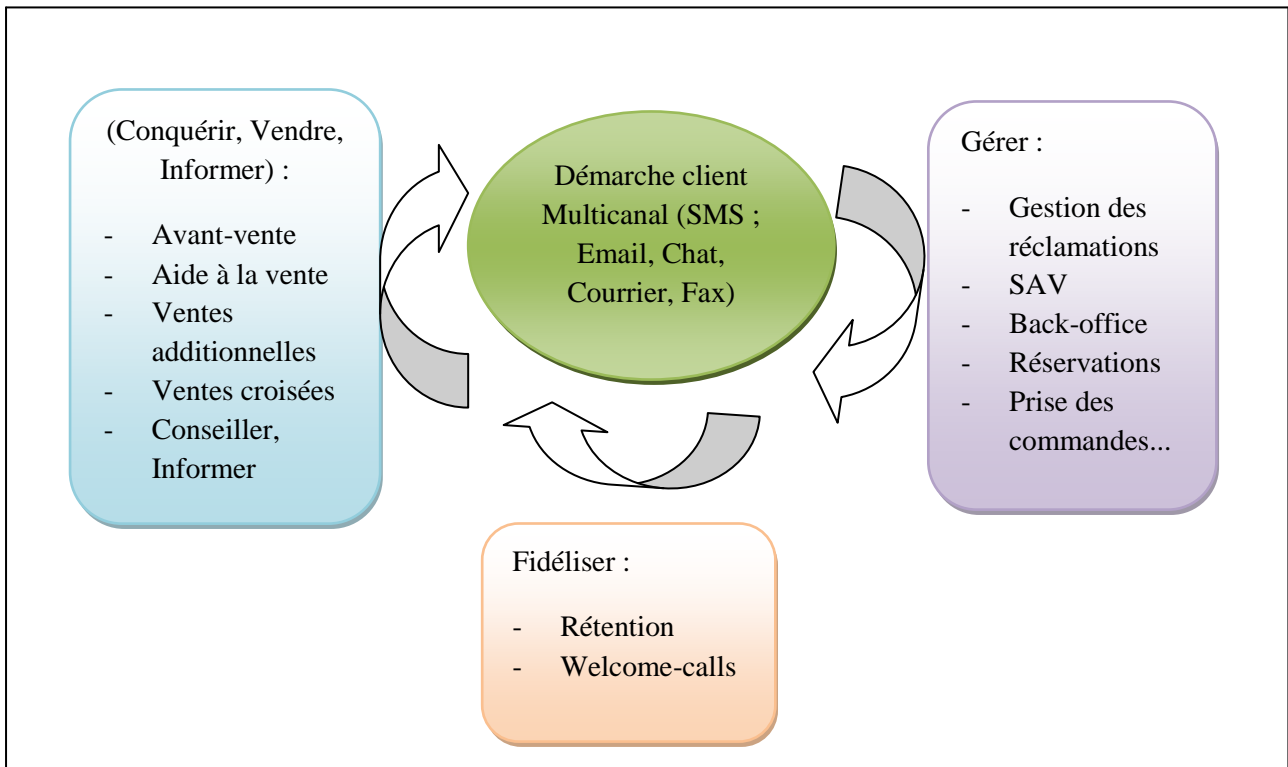 (Conquérir, Vendre,
Informer) :
- Avant-vente
- Aide à la vente
- Ventes
additionnelles
- Ventes croisées
- Conseiller,
Informer
Démarche client
Multicanal (SMS ;
Email, Chat,
Courrier, Fax)
Gérer :
- Gestion des
réclamations
- SAV
- Back-office
- Réservations
- Prise des
commandes...
Fidéliser :
- Rétention
- Welcome-calls